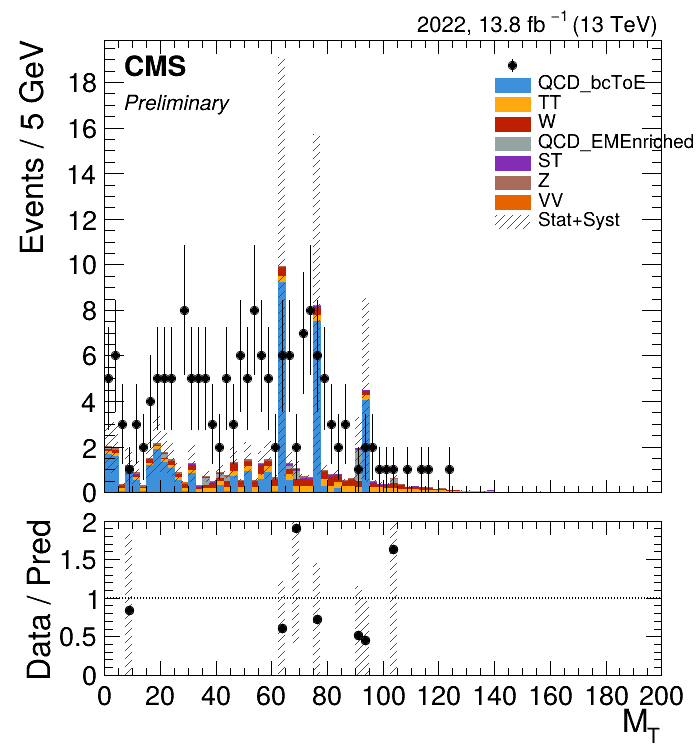 2022, 13.8 fb⁻¹ (13 TeV)
CMS
Preliminary
Events / 5 GeV
QCD_bcToE
TT
W
QCD_EMEnriched
ST
Z
VV
Stat+Syst
18
16
14
12
10
8
6
4
2
0
Data / Pred
2
1.5
1
0.5
0
0 20 40 60 80 100 120 140 160 180 200
M_T